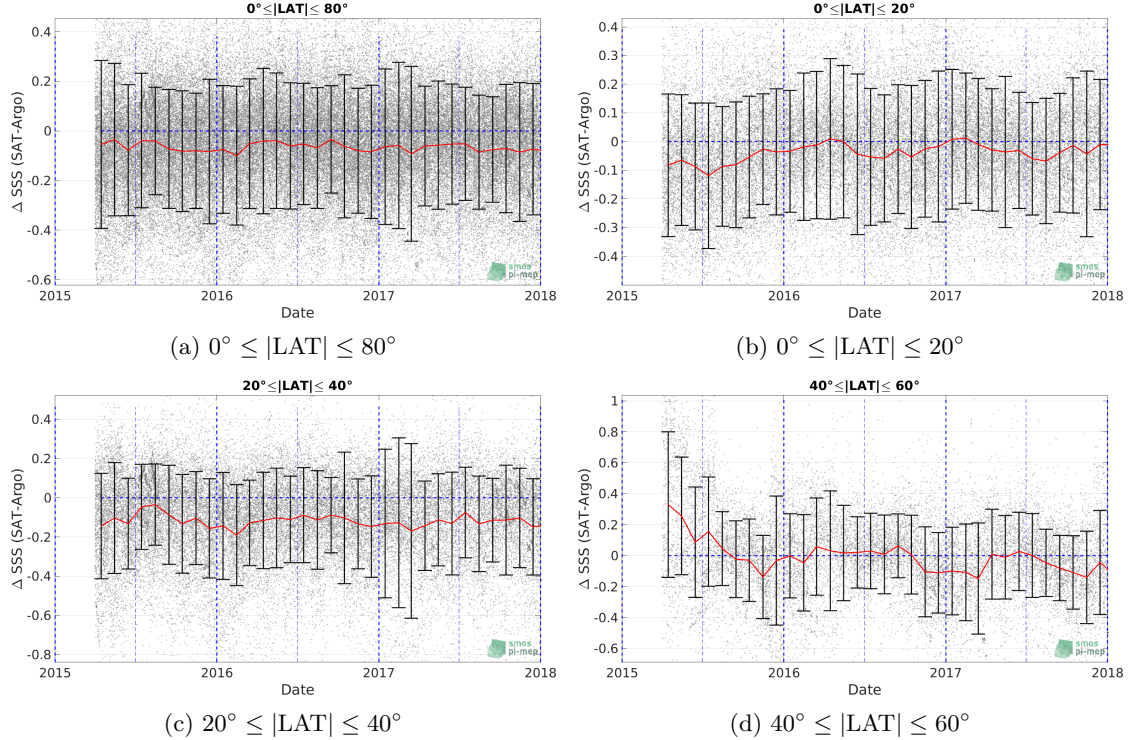 0°≤|LAT|≤ 80°
Δ SSS (SAT-Argo)
0.4
0.2
0
-0.2
-0.4
-0.6
2015
2016
2017
2018
Date
smos
pi-mep
(a) 0° ≤ |LAT| ≤ 80°
0°≤|LAT|≤ 20°
Δ SSS (SAT-Argo)
0.4
0.3
0.2
0.1
0
-0.1
-0.2
-0.3
-0.4
2015
2016
2017
2018
Date
smos
pi-mep
(b) 0° ≤ |LAT| ≤ 20°
20°≤|LAT|≤ 40°
Δ SSS (SAT-Argo)
0.4
0.2
0
-0.2
-0.4
-0.6
-0.8
2015
2016
2017
2018
Date
smos
pi-mep
(c) 20° ≤ |LAT| ≤ 40°
40°≤|LAT|≤ 60°
Δ SSS (SAT-Argo)
1
0.8
0.6
0.4
0.2
0
-0.2
-0.4
-0.6
2015
2016
2017
2018
Date
smos
pi-mep
(d) 40° ≤ |LAT| ≤ 60°